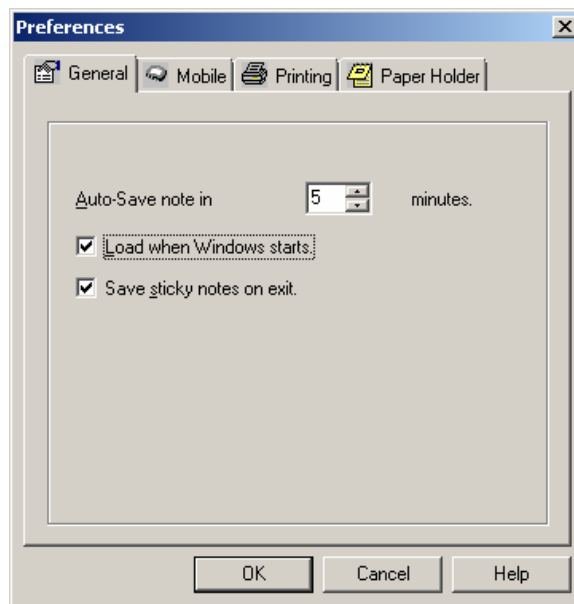 Preferences
General Mobile Printing Paper Holder
Auto-Save note in 5 minutes.
Load when Windows starts.
Save sticky notes on exit.
OK Cancel Help